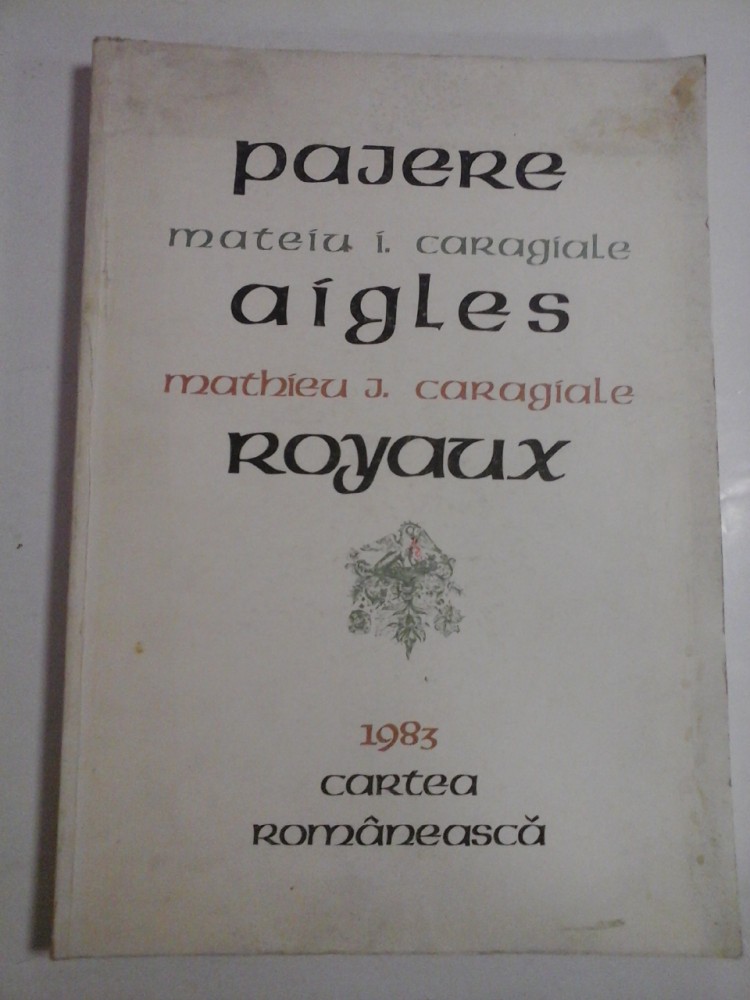 pajere
mateiu i. caragiale
aigles
mathieu j. caragiale
royaux
1983
cartea
românească